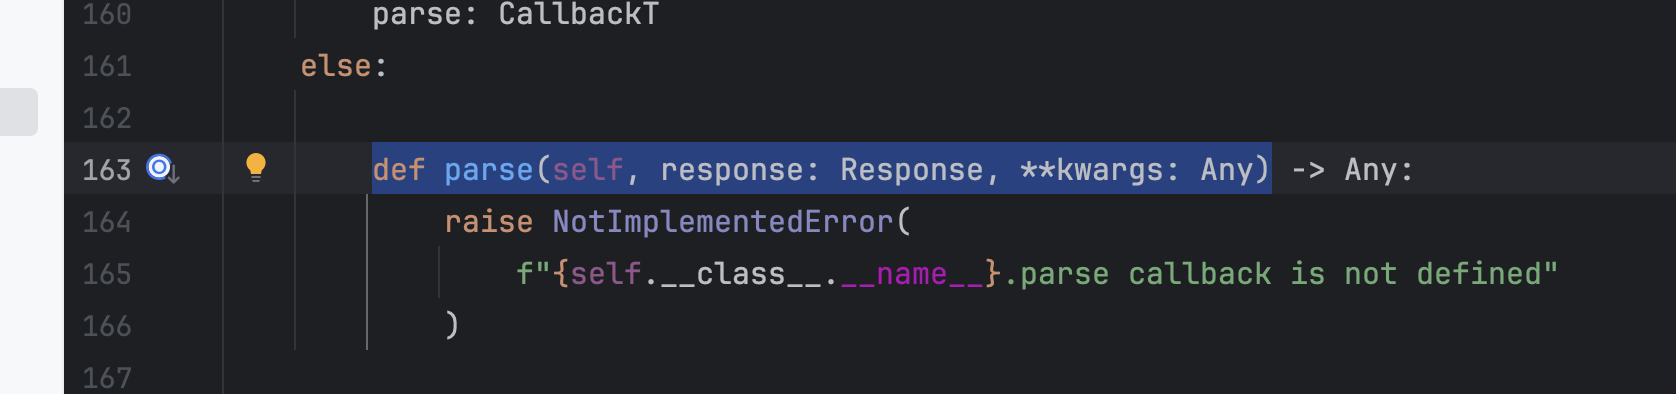 160 parse: CallbackT
161 else:
162
163 def parse(self, response: Response, **kwargs: Any) -> Any:
164 raise NotImplementedError(
165 f"{self.__class__.__name__}.parse callback is not defined"
166 )
167